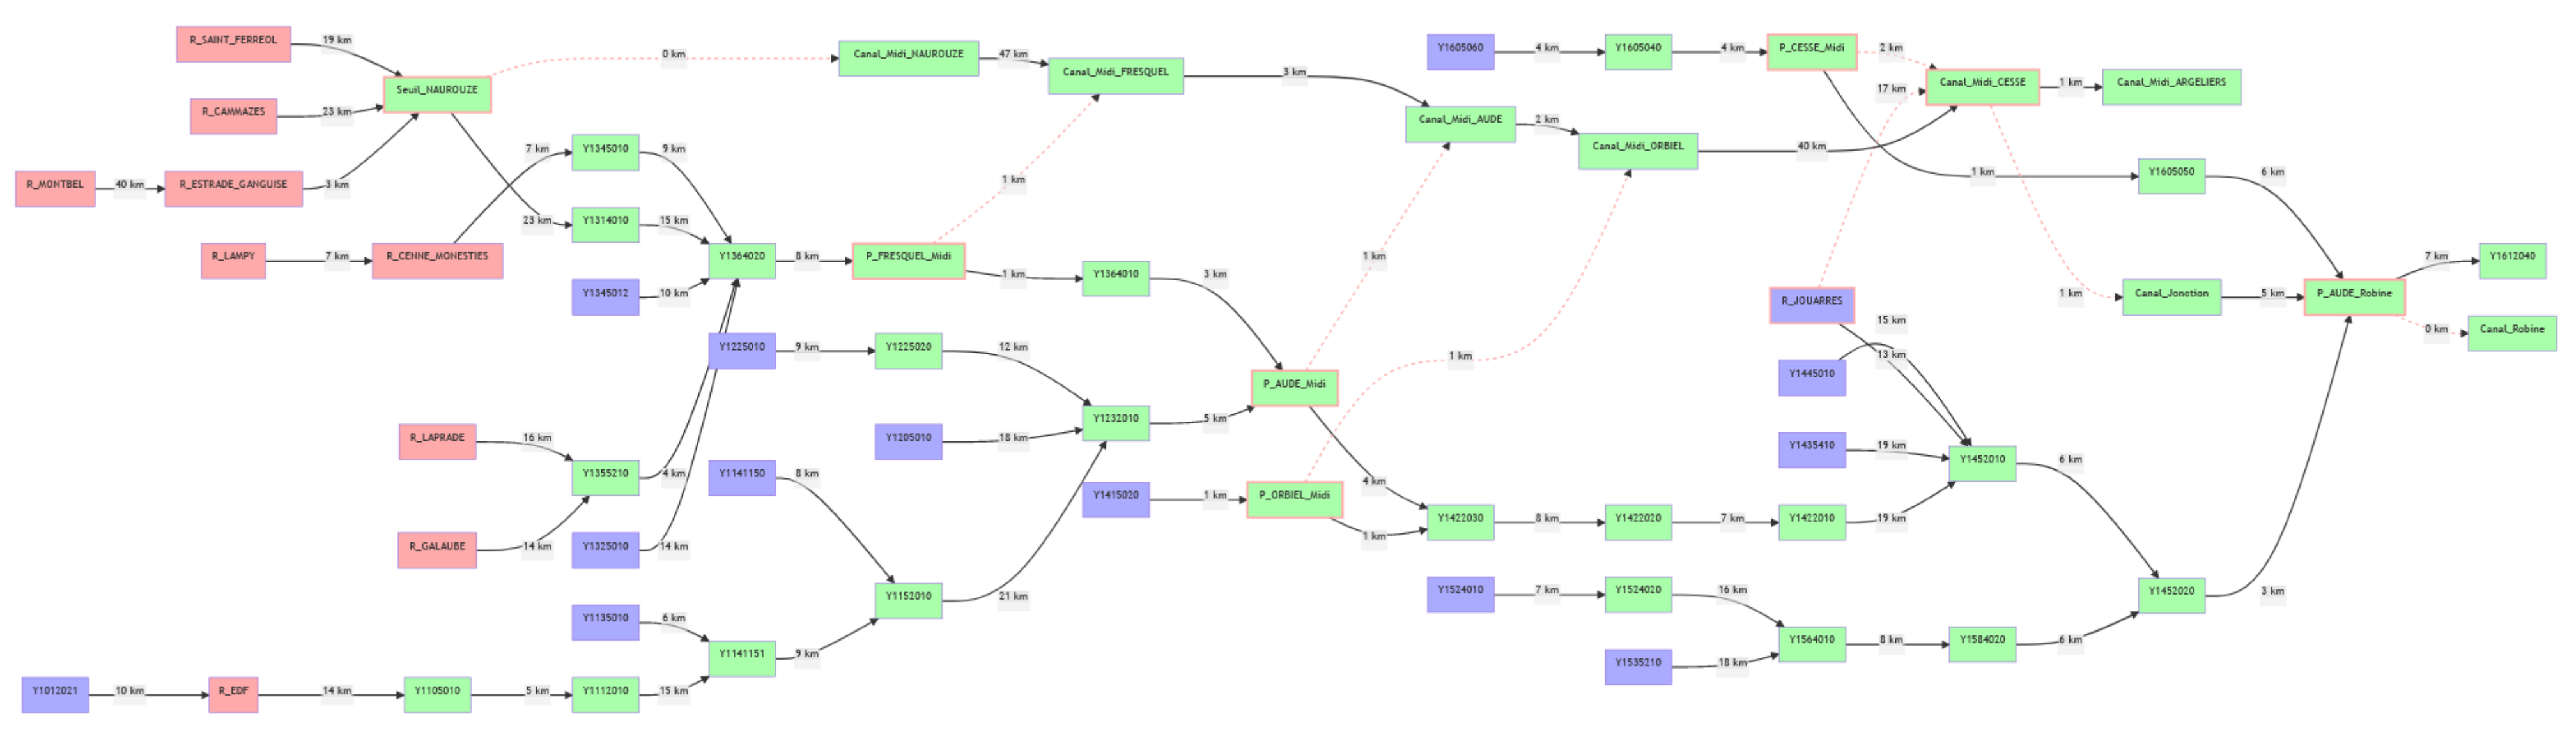 R_SAINT_FERREOL
19 km
R_CAMMAZES
23 km
R_MONTBEL
40 km
R_ESTRADE_GANGUISE
3 km
Seuil_NAUROUZE
0 km
Canal_Midi_NAUROUZE
47 km
Canal_Midi_FRESQUEL
3 km
Canal_Midi_AUDE
2 km
Canal_Midi_ORBIEL
40 km
Y1605060
4 km
Y1605040
4 km
P_CESSE_Midi
2 km
17 km
Canal_Midi_CESSE
1 km
Canal_Midi_ARGELIERS
1 km
Y1605050
6 km
R_LAMPY
7 km
R_CENNE_MONESTIES
7 km
Y1345010
9 km
23 km
Y1314010
15 km
Y1345012
10 km
Y1364020
8 km
P_FRESQUEL_Midi
1 km
1 km
Y1364010
3 km
1 km
R_JOUARRES
15 km
13 km
1 km
Canal_Jonction
5 km
P_AUDE_Robine
7 km
Y1612040
0 km
Canal_Robine
Y1225010
9 km
Y1225020
12 km
1 km
P_AUDE_Midi
Y1445010
R_LAPRADE
16 km
Y1205010
18 km
Y1232010
5 km
Y1435410
19 km
Y1452010
6 km
Y1355210
4 km
Y1141150
8 km
Y1415020
1 km
P_ORBIEL_Midi
4 km
1 km
Y1422030
8 km
Y1422020
7 km
Y1422010
19 km
R_GALAUBE
14 km
Y1325010
14 km
Y1152010
21 km
Y1524010
7 km
Y1524020
16 km
Y1452020
3 km
Y1135010
6 km
Y1141151
9 km
Y1564010
8 km
Y1584020
6 km
Y1535210
18 km
Y1012021
10 km
R_EDF
14 km
Y1105010
5 km
Y1112010
15 km